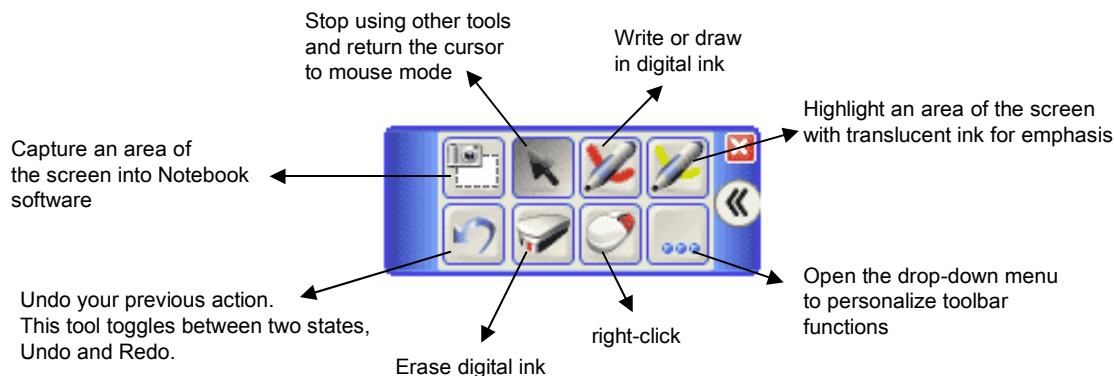 Stop using other tools
and return the cursor
to mouse mode
Write or draw
in digital ink
Highlight an area of the screen
with translucent ink for emphasis
Capture an area of
the screen into Notebook
software
Undo your previous action.
This tool toggles between two states,
Undo and Redo.
Erase digital ink
right-click
Open the drop-down menu
to personalize toolbar
functions